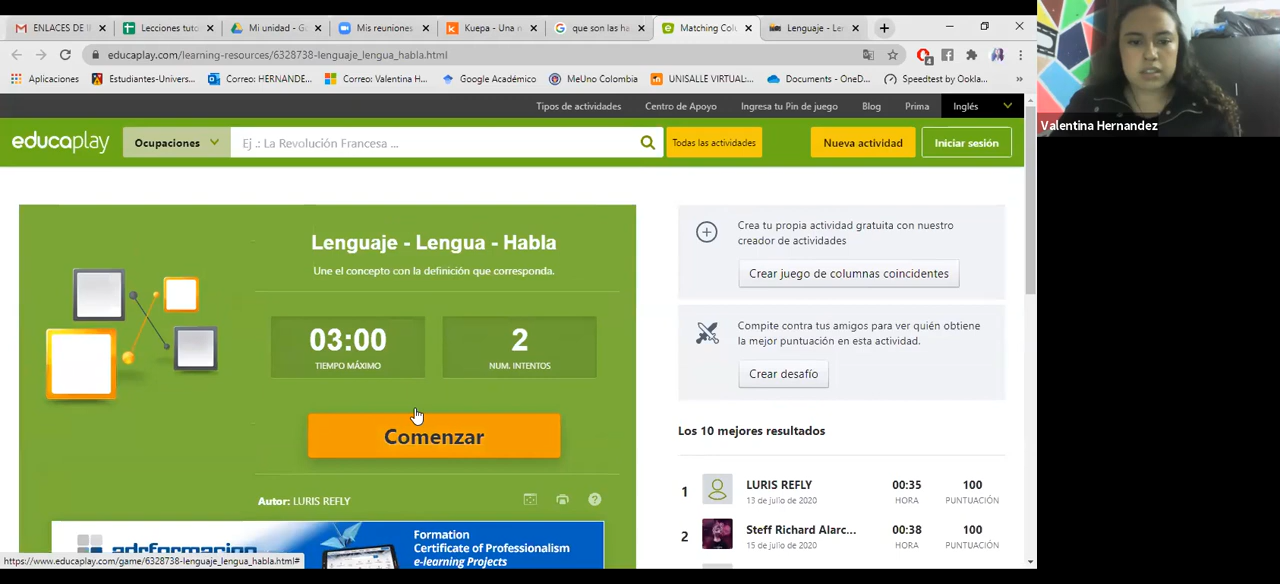 ENLACES DE I
Lecciones tuto
Mi unidad - G
Mis reuniones
Kuepa - Una n
que son las ha
Matching Colu
Lenguaje - Ler
educaplay.com/learning-resources/6328738-lenguaje_lengua_habla.html
4
Aplicaciones
Estudiantes-Univers...
Correo: HERNANDE...
Correo: Valentina H...
Google Académico
MeUno Colombia
UNISALLE VIRTUAL:...
Documents - OneD...
Speedtest by Ookla...
Valentina Hernandez
Tipos de actividades
Centro de Apoyo
Ingresa tu Pin de juego
Blog
Prima
Inglés
educaplay
Ocupaciones
Ej .: La Revolución Francesa ...
Todas las actividades
Nueva actividad
Iniciar sesión
Lenguaje - Lengua - Habla
Une el concepto con la definición que corresponda.
03:00
TIEMPO MÁXIMO
2
NUM. INTENTOS
Comenzar
Autor: LURIS REFLY
Formation
Certificate of Professionalism
e-learning Projects
adrformacion
https://www.educaplay.com/game/6328738-lenguaje_lengua_habla.html#
Crea tu propia actividad gratuita con nuestro
creador de actividades
Crear juego de columnas coincidentes
Compite contra tus amigos para ver quién obtiene
la mejor puntuación en esta actividad.
Crear desafío
Los 10 mejores resultados
1
LURIS REFLY
13 de julio de 2020
00:35
HORA
100
PUNTUACIÓN
2
Steff Richard Alarc...
15 de julio de 2020
00:38
HORA
100
PUNTUACIÓN